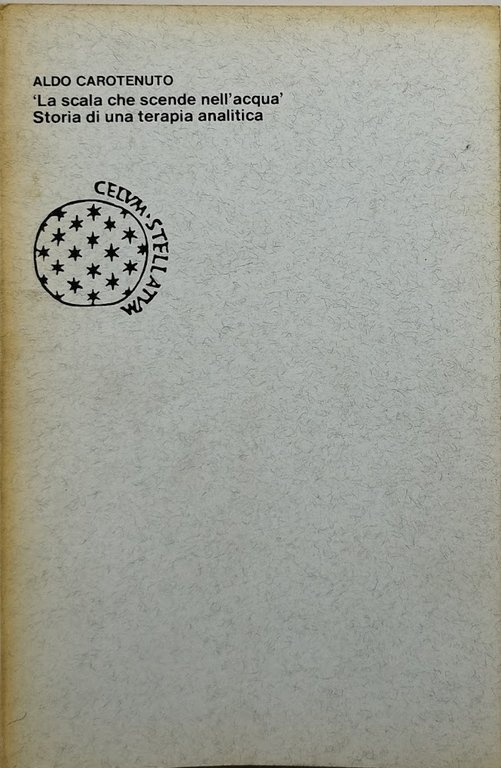 ALDO CAROTENUTO
‘La scala che scende nell’acqua’
Storia di una terapia analitica
CELVM · STELLATVM